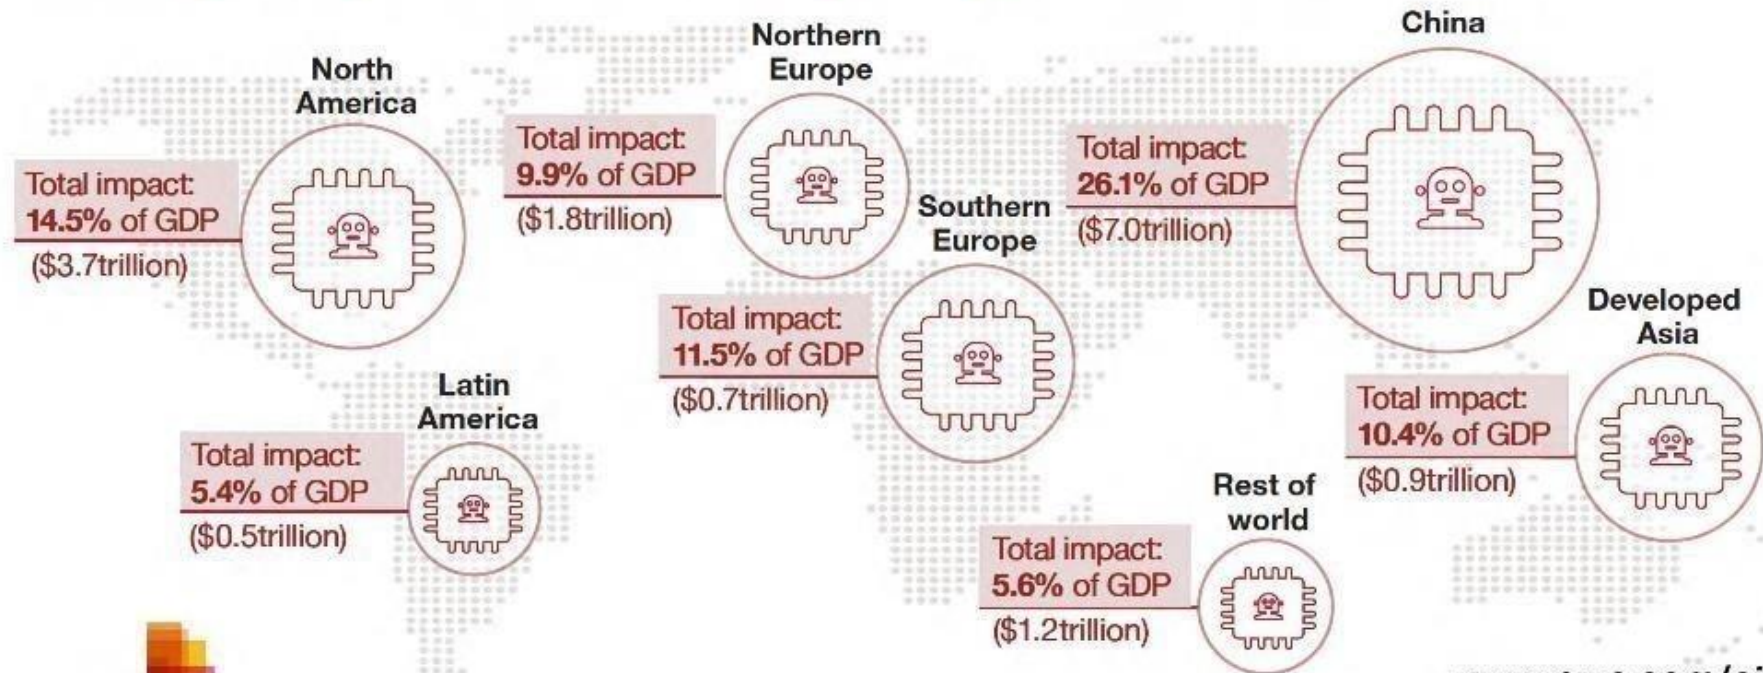 North
America
Total impact:
14.5% of GDP
($3.7trillion)
Northern
Europe
Total impact:
9.9% of GDP
($1.8trillion)
China
Total impact:
26.1% of GDP
($7.0trillion)
Southern
Europe
Total impact:
11.5% of GDP
($0.7trillion)
Developed
Asia
Total impact:
10.4% of GDP
($0.9trillion)
Latin
America
Total impact:
5.4% of GDP
($0.5trillion)
Rest of
world
Total impact:
5.6% of GDP
($1.2trillion)